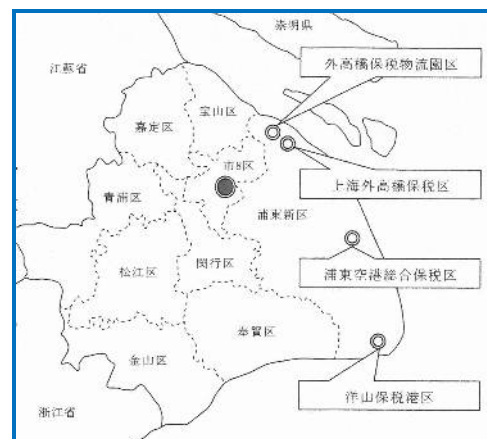 崇明県
外高橋保税物流園区
江蘇省
宝山区
嘉定区
市8区
上海外高橋保税区
青浦区
浦東新区
浦東空港総合保税区
松江区
閔行区
奉賀区
金山区
洋山保税港区
浙江省